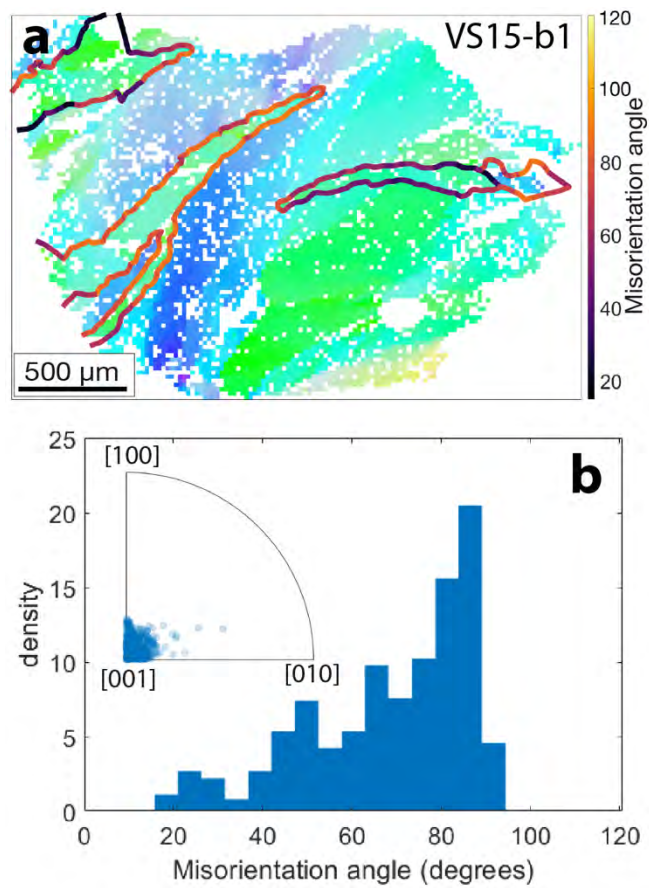 a
VS15-b1
500 μm
120
100
80
60
40
20
Misorientation angle
b
25
20
15
10
5
0
density
[100]
[001]
[010]
0 20 40 60 80 100 120
Misorientation angle (degrees)